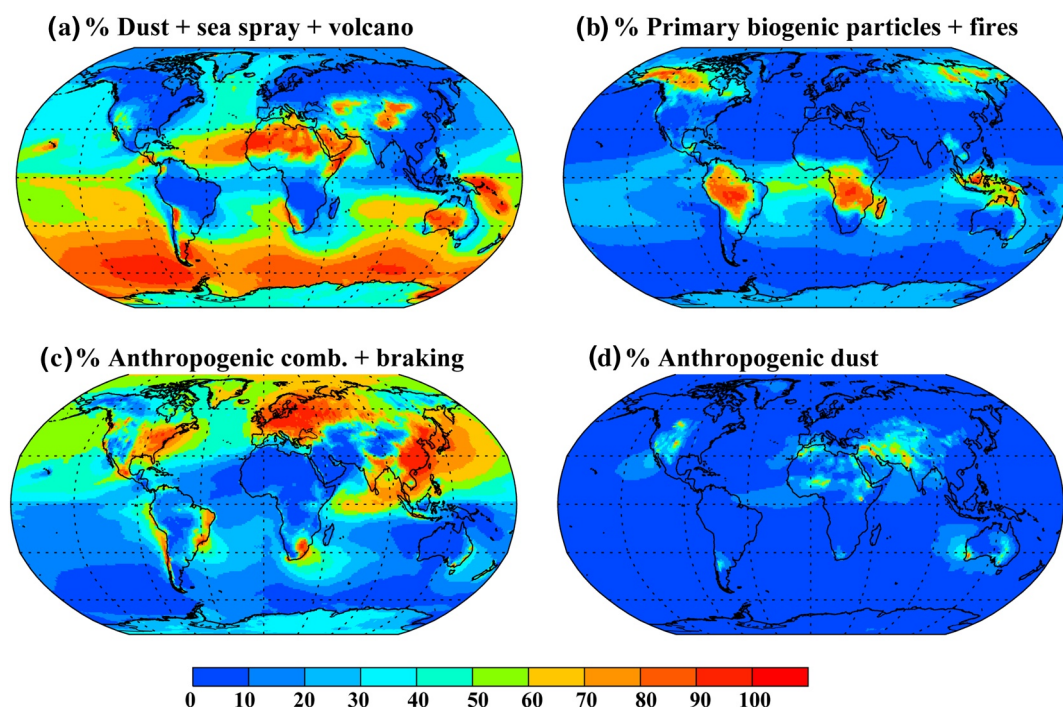 (a) % Dust + sea spray + volcano
(b) % Primary biogenic particles + fires
(c) % Anthropogenic comb. + braking
(d) % Anthropogenic dust
0 10 20 30 40 50 60 70 80 90 100